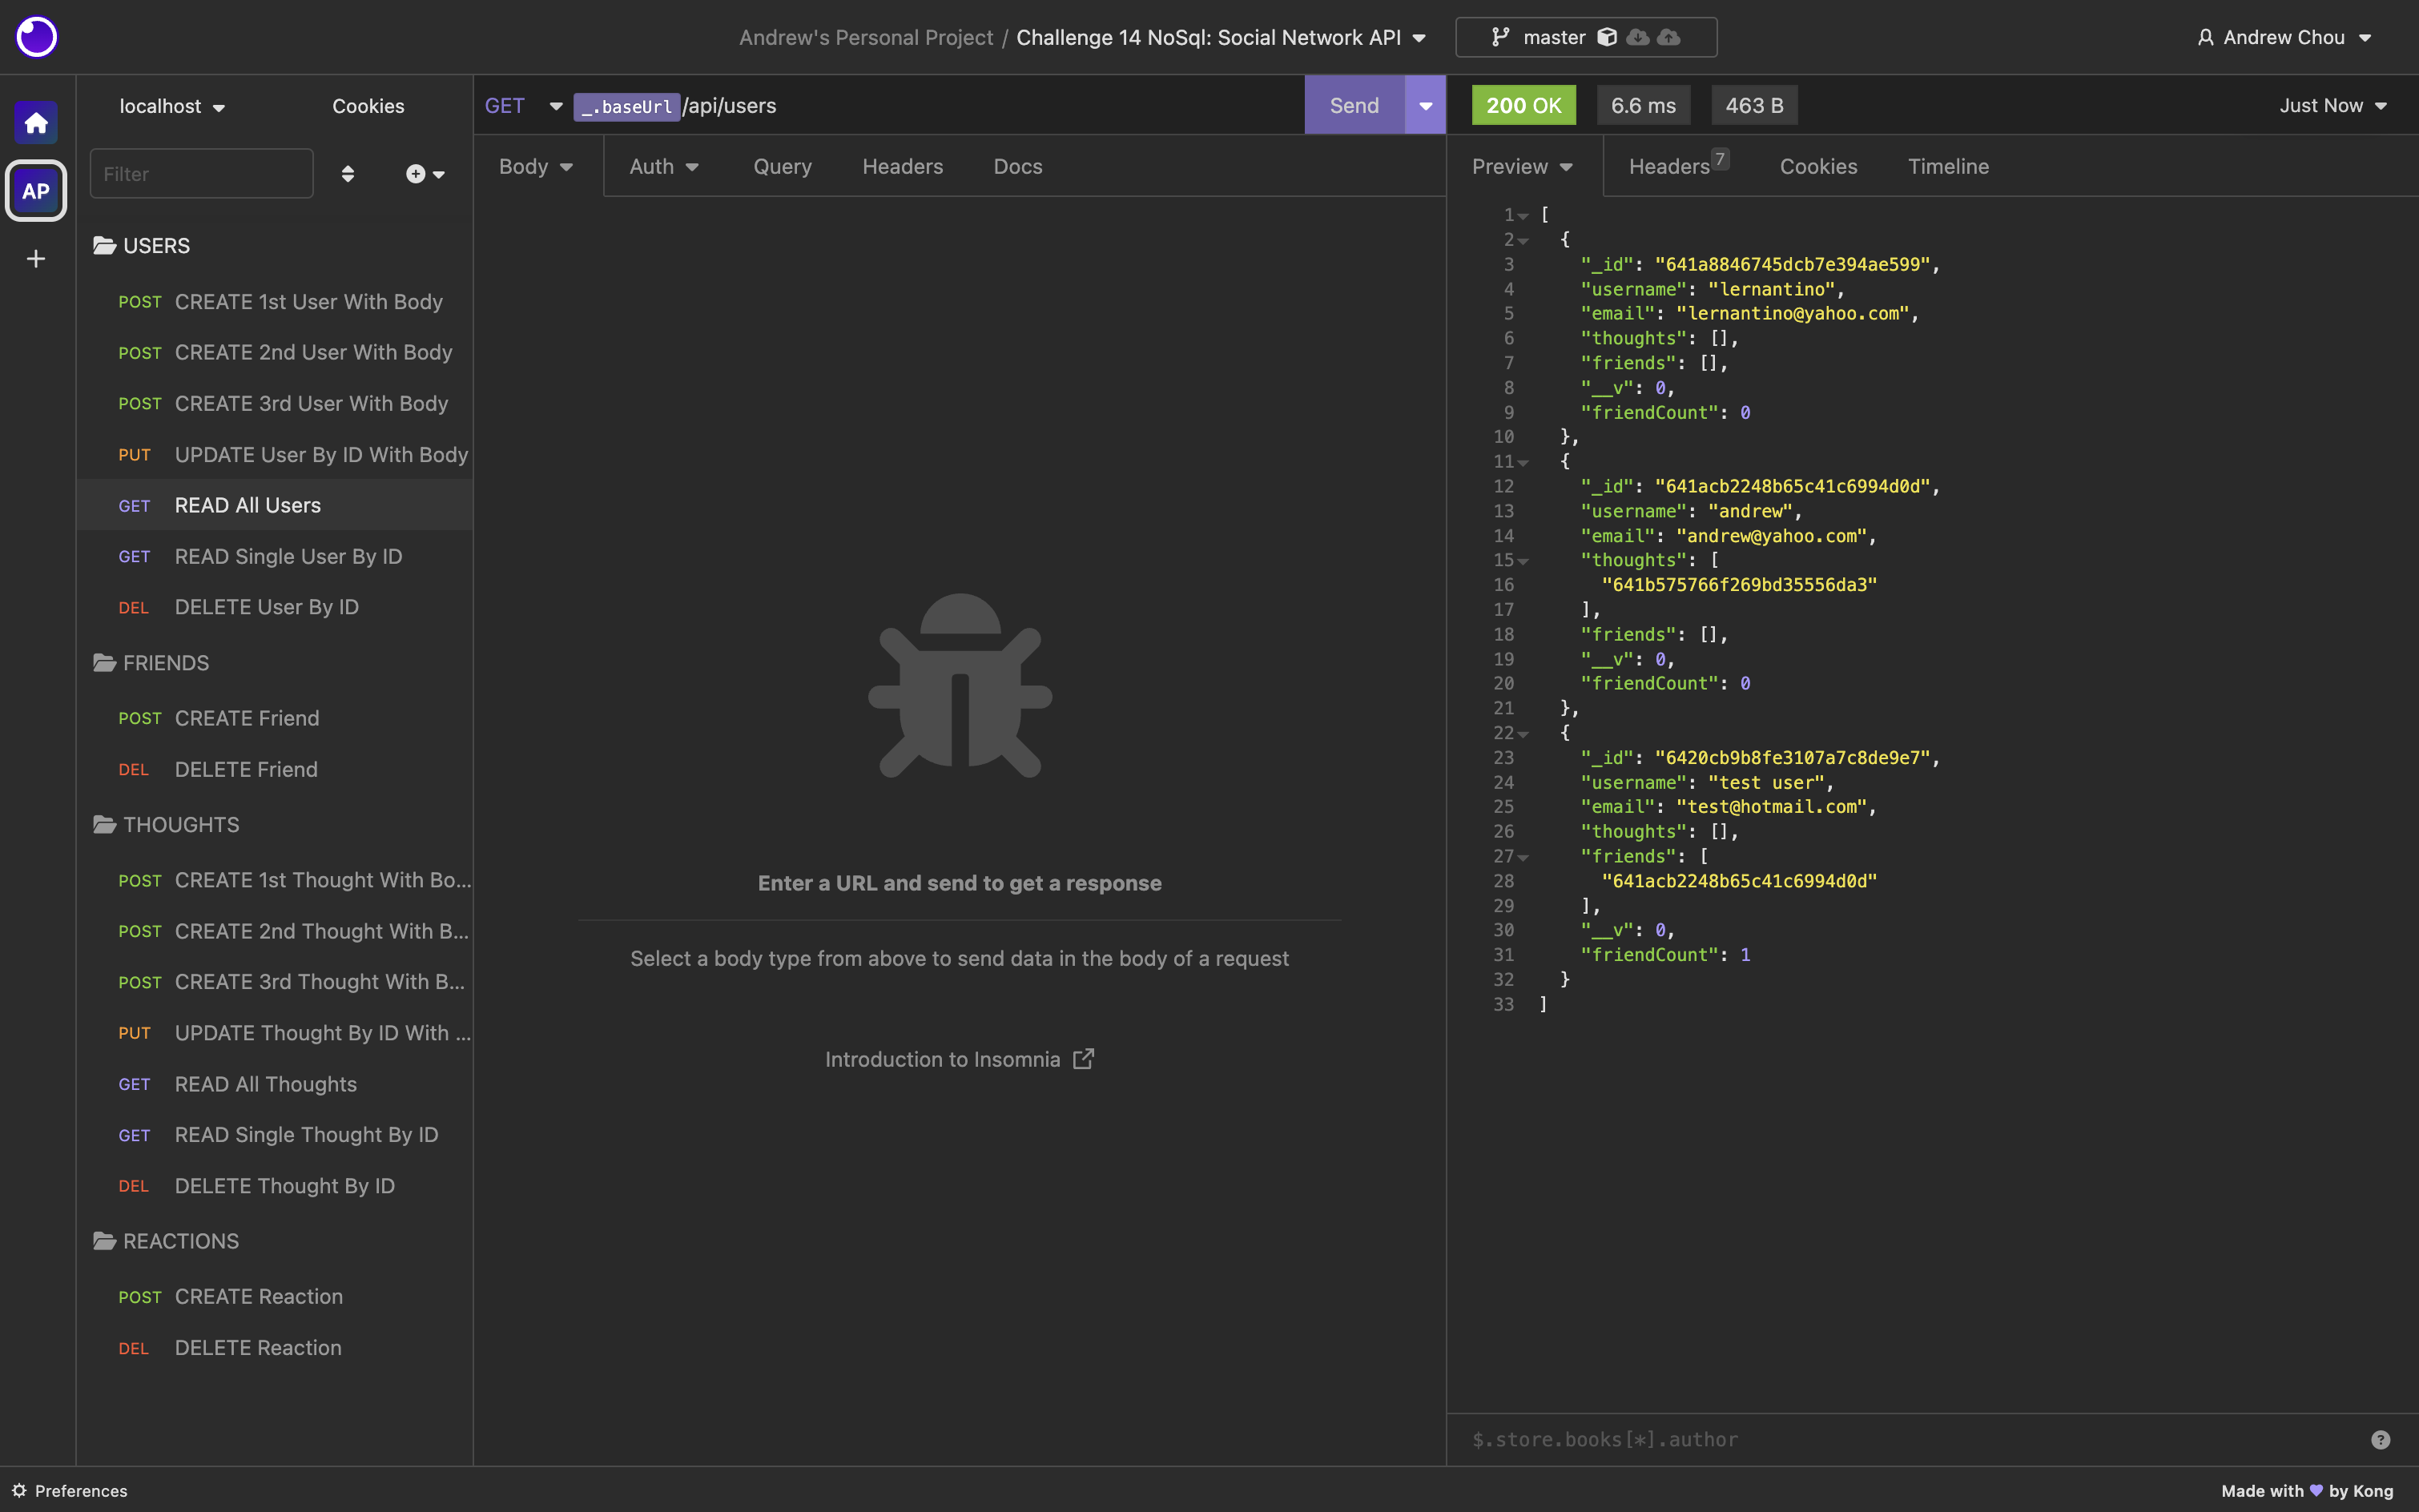 Andrew's Personal Project / Challenge 14 NoSql: Social Network API
master
Andrew Chou
AP
localhost
Cookies
Filter
USERS
POST CREATE 1st User With Body
POST CREATE 2nd User With Body
POST CREATE 3rd User With Body
PUT UPDATE User By ID With Body
GET READ All Users
GET READ Single User By ID
DEL DELETE User By ID
FRIENDS
POST CREATE Friend
DEL DELETE Friend
THOUGHTS
POST CREATE 1st Thought With Bo...
POST CREATE 2nd Thought With B...
POST CREATE 3rd Thought With B...
PUT UPDATE Thought By ID With ...
GET READ All Thoughts
GET READ Single Thought By ID
DEL DELETE Thought By ID
REACTIONS
POST CREATE Reaction
DEL DELETE Reaction
GET _.baseUrl/api/users
Send
Body
Auth
Query
Headers
Docs
Enter a URL and send to get a response
Select a body type from above to send data in the body of a request
Introduction to Insomnia
200 OK
6.6 ms
463 B
Just Now
Preview
Headers 7
Cookies
Timeline
1 [
2 {
3 "_id": "641a8846745dcb7e394ae599",
4 "username": "lernantino",
5 "email": "lernantino@yahoo.com",
6 "thoughts": [],
7 "friends": [],
8 "__v": 0,
9 "friendCount": 0
10 },
11 {
12 "_id": "641acb2248b65c41c6994d0d",
13 "username": "andrew",
14 "email": "andrew@yahoo.com",
15 "thoughts": [
16 "641b575766f269bd35556da3"
17 ],
18 "friends": [],
19 "__v": 0,
20 "friendCount": 0
21 },
22 {
23 "_id": "6420cb9b8fe3107a7c8de9e7",
24 "username": "test user",
25 "email": "test@hotmail.com",
26 "thoughts": [],
27 "friends": [
28 "641acb2248b65c41c6994d0d"
29 ],
30 "__v": 0,
31 "friendCount": 1
32 }
33 ]
$.store.books[*].author
?
Preferences
Made with 💜 by Kong